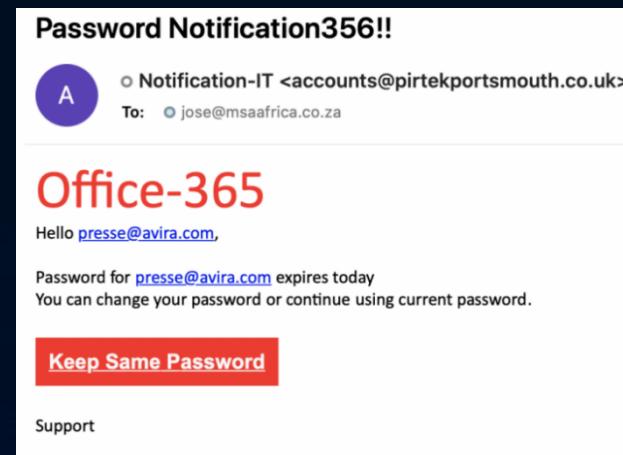 Password Notification356!!
A
Notification-IT <accounts@pirtekportsmouth.co.uk>
To: jose@msaafrica.co.za
Office-365
Hello presse@avira.com,
Password for presse@avira.com expires today
You can change your password or continue using current password.
Keep Same Password
Support